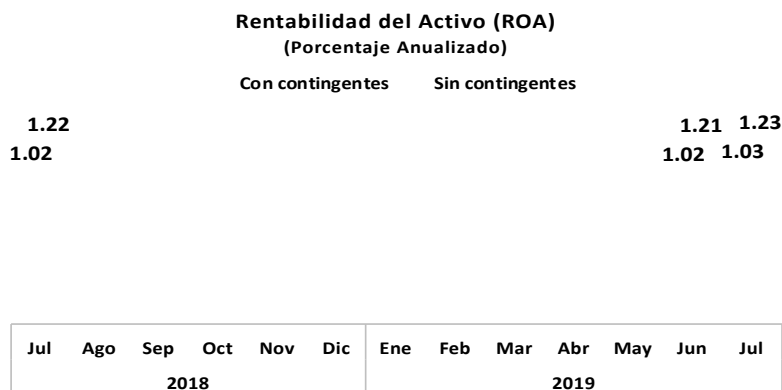 Rentabilidad del Activo (ROA)
(Porcentaje Anualizado)
Con contingentes Sin contingentes
1.22 1.21 1.23
1.02 1.02 1.03
Jul Ago Sep Oct Nov Dic Ene Feb Mar Abr May Jun Jul
2018 2019